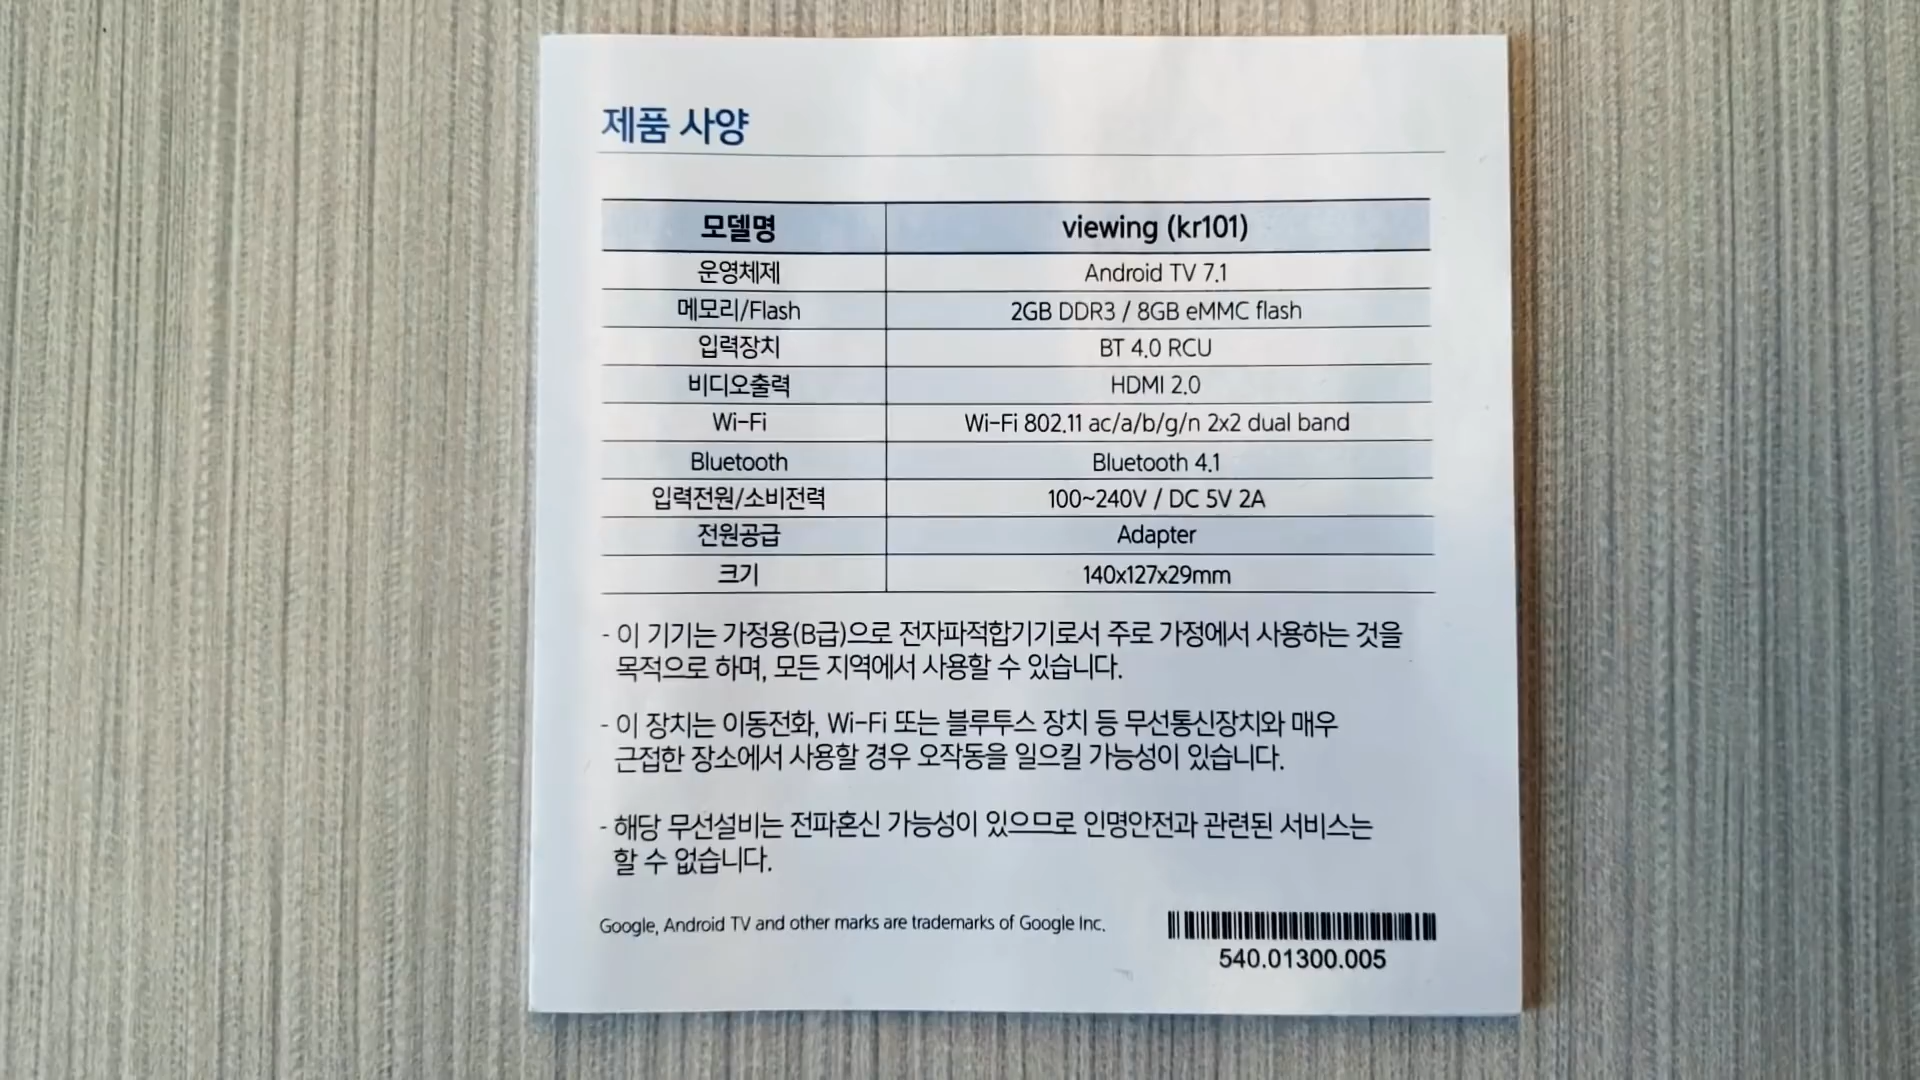 제품 사양
모델명 viewing (kr101)
운영체제 Android TV 7.1
메모리/Flash 2GB DDR3 / 8GB eMMC flash
입력장치 BT 4.0 RCU
비디오출력 HDMI 2.0
Wi-Fi Wi-Fi 802.11 ac/a/b/g/n 2x2 dual band
Bluetooth Bluetooth 4.1
입력전원/소비전력 100~240V / DC 5V 2A
전원공급 Adapter
크기 140x127x29mm
- 이 기기는 가정용(B급)으로 전자파적합기기로서 주로 가정에서 사용하는 것을
목적으로 하며, 모든 지역에서 사용할 수 있습니다.
- 이 장치는 이동전화, Wi-Fi 또는 블루투스 장치 등 무선통신장치와 매우
근접한 장소에서 사용할 경우 오작동을 일으킬 가능성이 있습니다.
- 해당 무선설비는 전파혼신 가능성이 있으므로 인명안전과 관련된 서비스는
할 수 없습니다.
Google, Android TV and other marks are trademarks of Google Inc.
540.01300.005